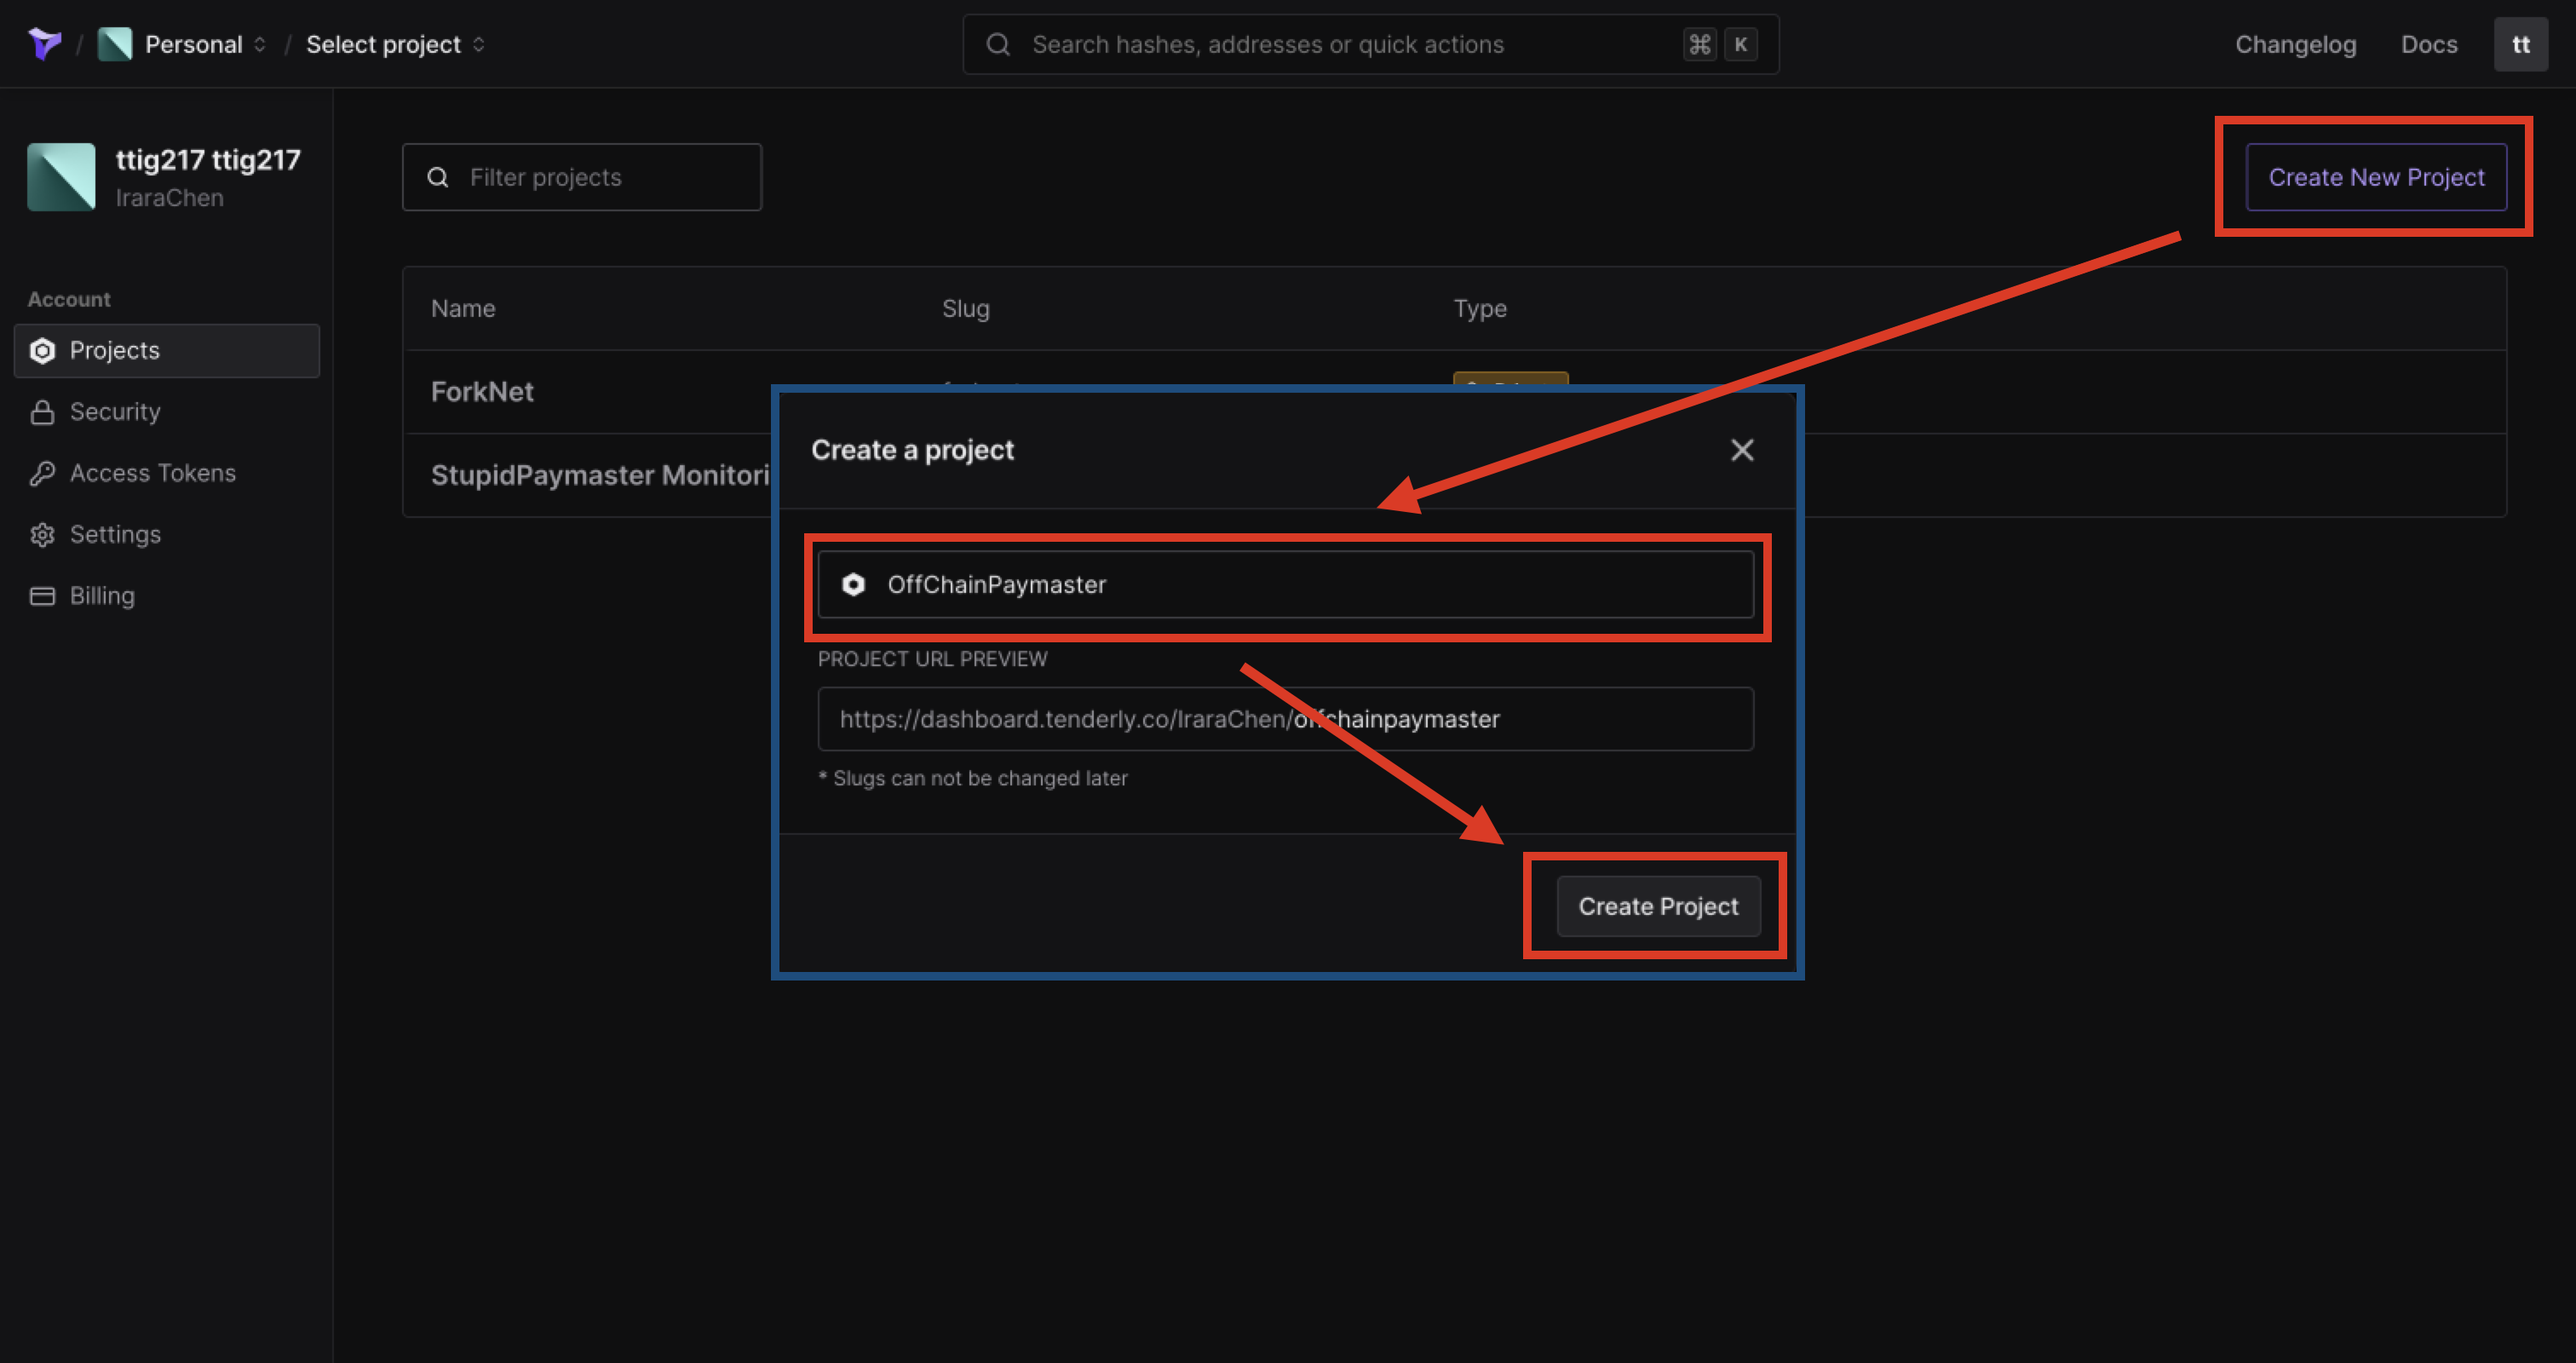 / Personal / Select project
Search hashes, addresses or quick actions ⌘ K
Changelog Docs tt
ttig217 ttig217
IraraChen
Filter projects
Create New Project
Account
Projects
Security
Access Tokens
Settings
Billing
Name Slug Type
ForkNet
StupidPaymaster Monitori
Create a project
OffChainPaymaster
PROJECT URL PREVIEW
https://dashboard.tenderly.co/IraraChen/offchainpaymaster
* Slugs can not be changed later
Create Project